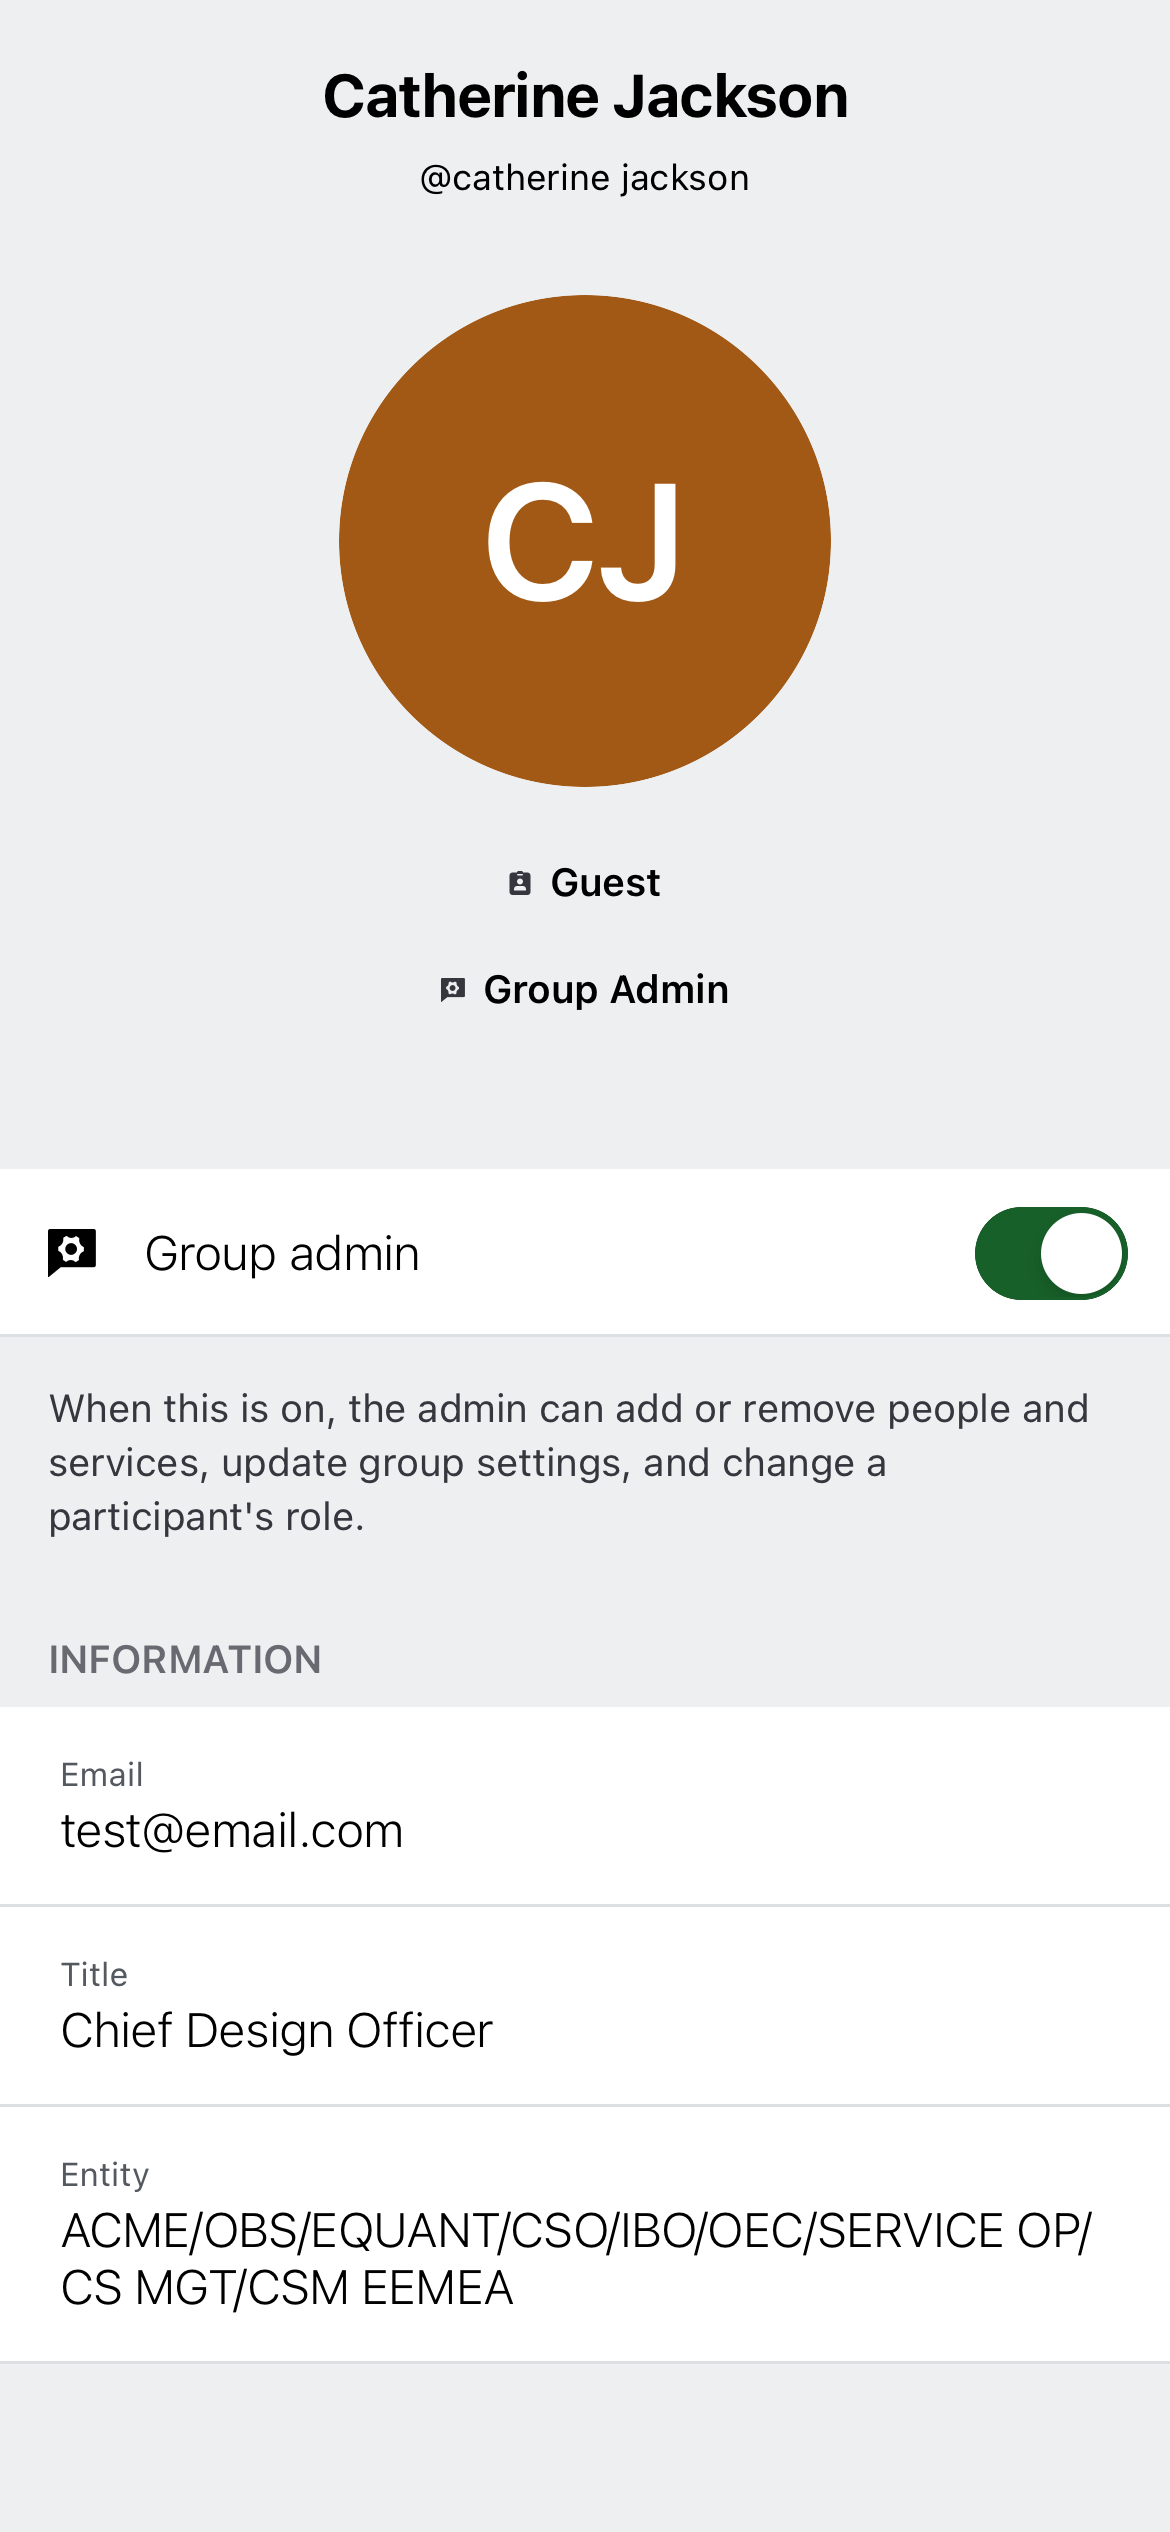 Catherine Jackson
@catherine jackson
CJ
Guest
Group Admin
Group admin
When this is on, the admin can add or remove people and
services, update group settings, and change a
participant's role.
INFORMATION
Email
test@email.com
Title
Chief Design Officer
Entity
ACME/OBS/EQUANT/CSO/IBO/OEC/SERVICE OP/
CS MGT/CSM EEMEA